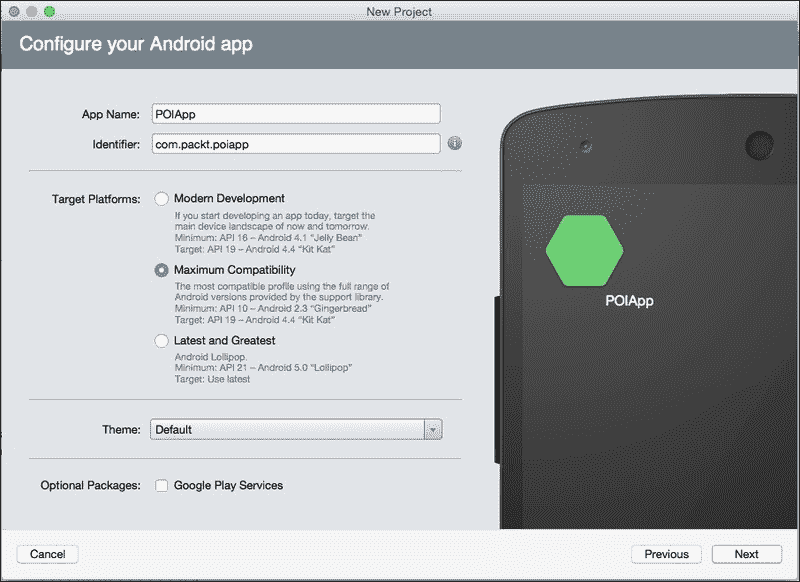 New Project
Configure your Android app
App Name: POIApp
Identifier: com.packt.poiapp
Target Platforms: Modern Development
If you start developing an app today, target the
main device landscape of now and tomorrow.
Minimum: API 16 – Android 4.1 “Jelly Bean”
Target: API 19 – Android 4.4 “Kit Kat”
Maximum Compatibility
The most compatible profile using the full range of
Android versions provided by the support library.
Minimum: API 10 – Android 2.3 “Gingerbread”
Target: API 19 – Android 4.4 “Kit Kat”
Latest and Greatest
Android Lollipop.
Minimum: API 21 – Android 5.0 “Lollipop”
Target: Use latest
Theme: Default
Optional Packages: Google Play Services
POIApp
Cancel
Previous
Next